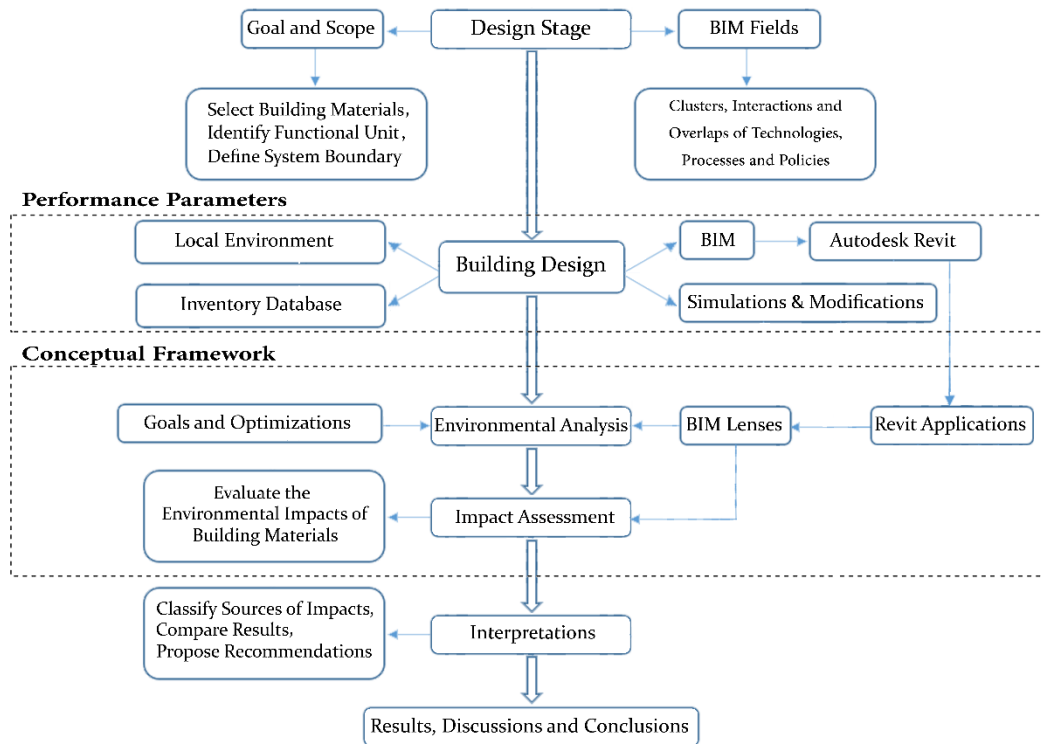 Goal and Scope
Design Stage
BIM Fields
Select Building Materials,
Identify Functional Unit,
Define System Boundary
Clusters, Interactions and
Overlaps of Technologies,
Processes and Policies
Performance Parameters
Local Environment
Building Design
BIM
Autodesk Revit
Inventory Database
Simulations & Modifications
Conceptual Framework
Goals and Optimizations
Environmental Analysis
BIM Lenses
Revit Applications
Evaluate the
Environmental Impacts of
Building Materials
Impact Assessment
Classify Sources of Impacts,
Compare Results,
Propose Recommendations
Interpretations
Results, Discussions and Conclusions